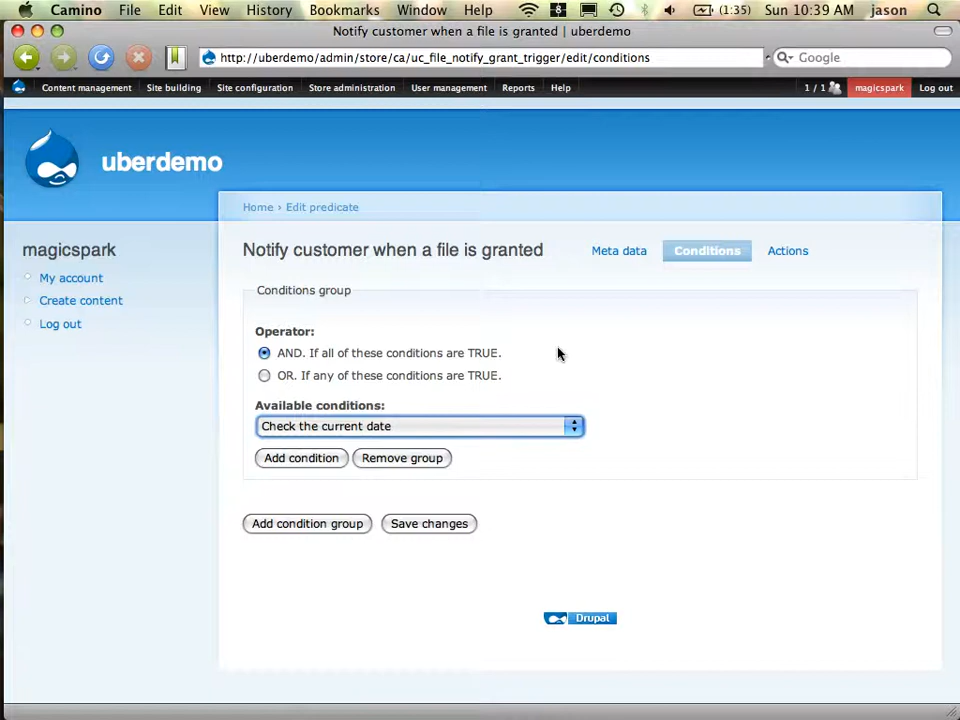 Camino File Edit View History Bookmarks Window Help (1:35) Sun 10:39 AM jason
Notify customer when a file is granted | uberdemo
http://uberdemo/admin/store/ca/uc_file_notify_grant_trigger/edit/conditions Google
Content management Site building Site configuration Store administration User management Reports Help 1 / 1 magicspark Log out
uberdemo
Home › Edit predicate
magicspark
Notify customer when a file is granted Meta data Conditions Actions
My account
Create content
Log out
Conditions group
Operator:
AND. If all of these conditions are TRUE.
OR. If any of these conditions are TRUE.
Available conditions:
Check the current date
Add condition Remove group
Add condition group Save changes
Drupal